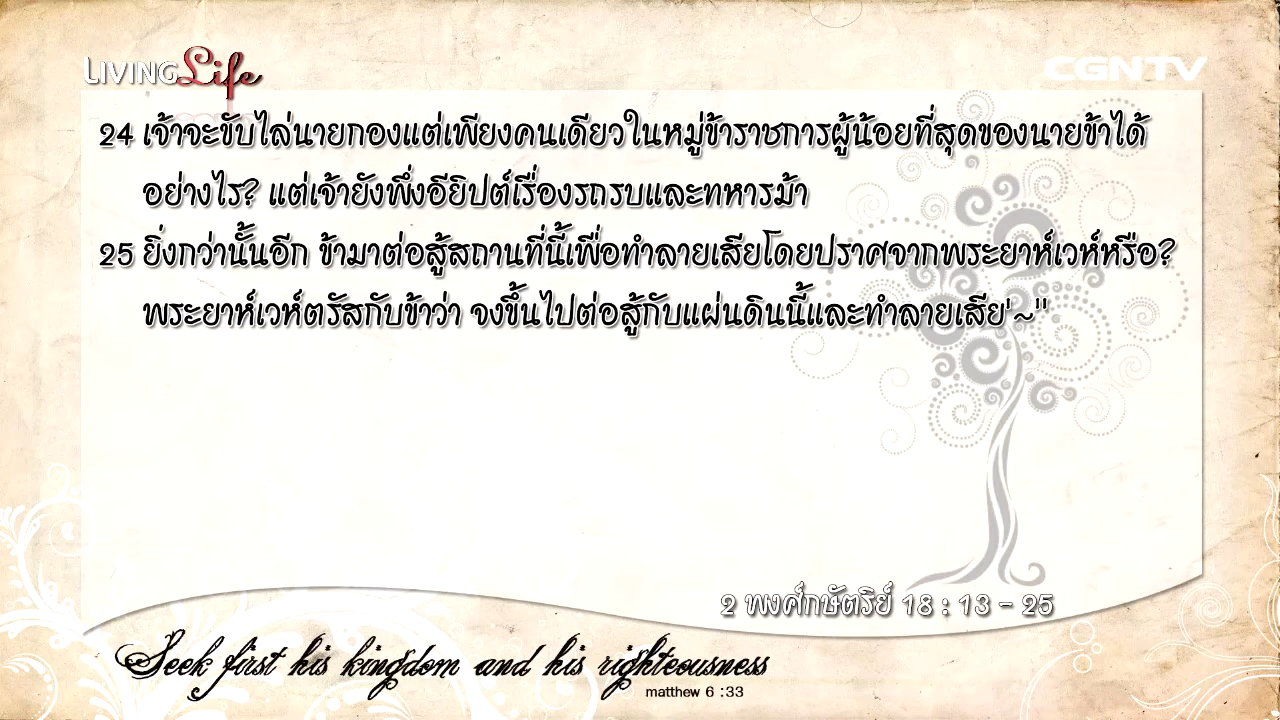 LIVING Life
CGNTV
24 เจ้าจะขับไล่นายกองแต่เพียงคนเดียวในหมู่ข้าราชการผู้น้อยที่สุดของนายข้าได้
อย่างไร? แต่เจ้ายังพึ่งอียิปต์เรื่องรถรบและทหารม้า
25 ยิ่งกว่านั้นอีก ข้ามาต่อสู้สถานที่นี้เพื่อทำลายเสียโดยปราศจากพระยาห์เวห์หรือ?
พระยาห์เวห์ตรัสกับข้าว่า จงขึ้นไปต่อสู้กับแผ่นดินนี้และทำลายเสีย'~"
2 พงศ์กษัตริย์ 18 : 13 - 25
Seek first his kingdom and his righteousness
matthew 6 :33